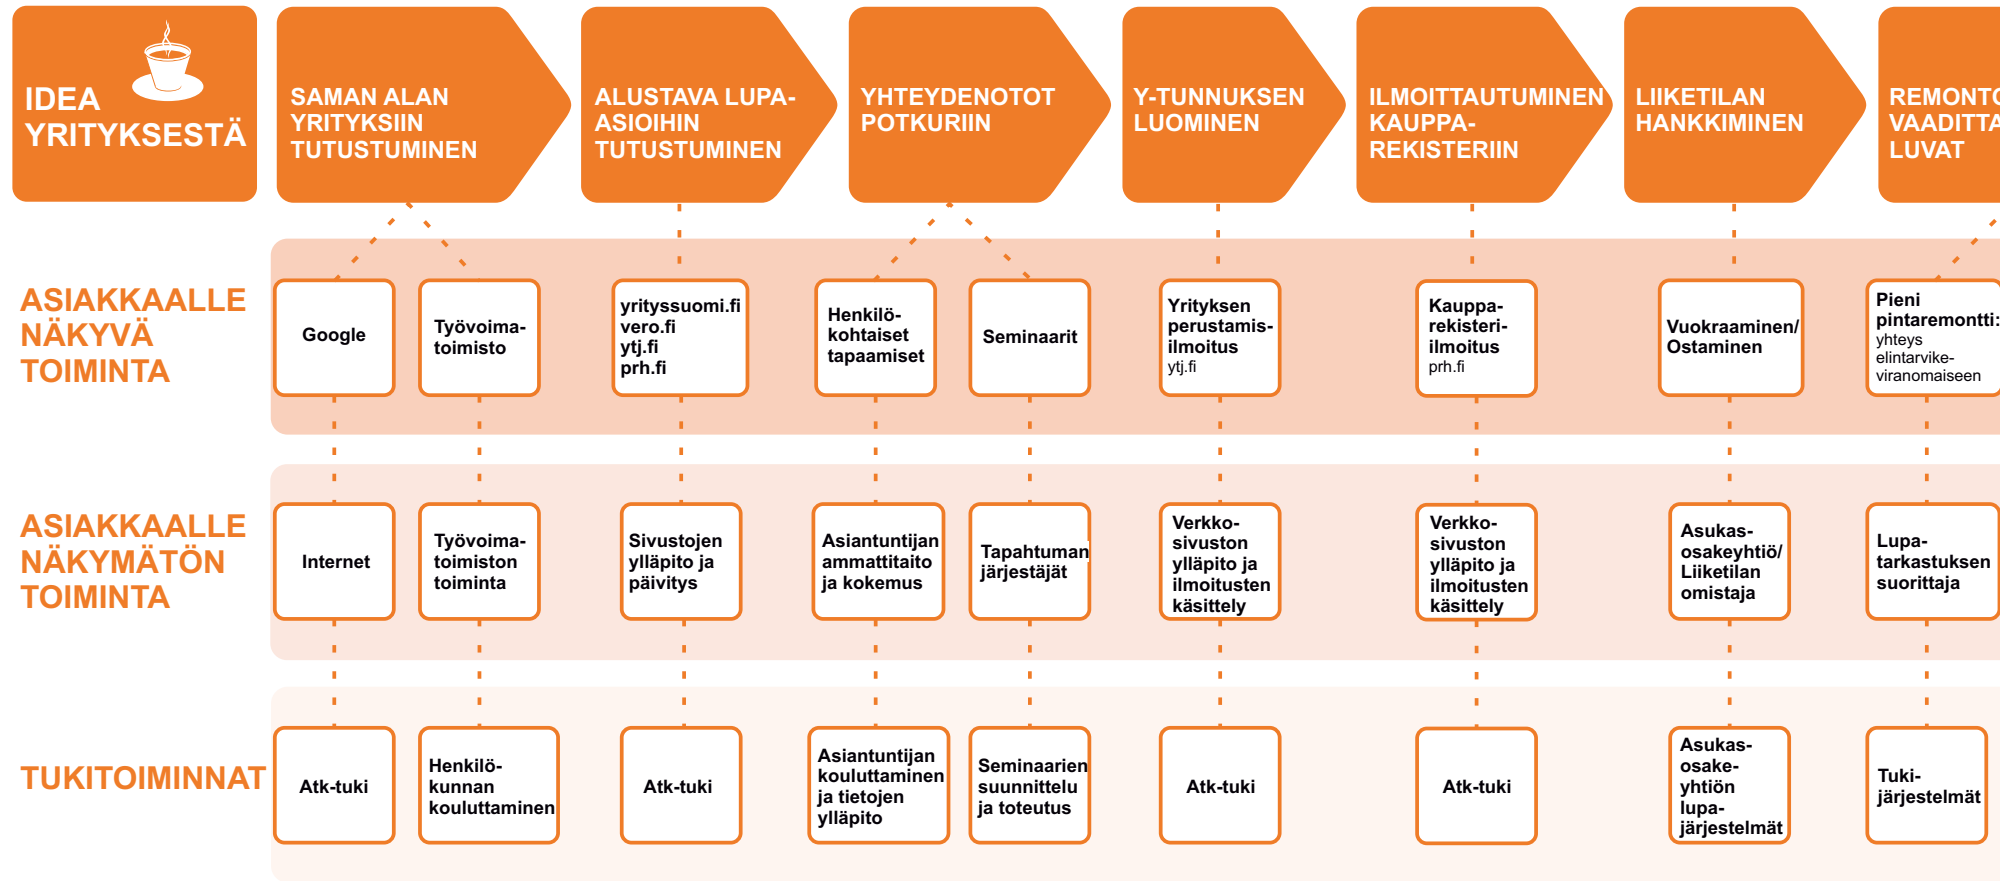 IDEA
YRITYKSESTÄ
SAMAN ALAN
YRITYKSIIN
TUTUSTUMINEN
ALUSTAVA LUPA-
ASIOIHIN
TUTUSTUMINEN
YHTEYDENOTOT
POTKURIIN
Y-TUNNUKSEN
LUOMINEN
ILMOITTAUTUMINEN
KAUPPA-
REKISTERIIN
LIIKETILAN
HANKKIMINEN
REMONTO
VAADITTA
LUVAT
ASIAKKAALLE
NÄKYVÄ
TOIMINTA
Google
Työvoima-
toimisto
yrityssuomi.fi
vero.fi
ytj.fi
prh.fi
Henkilö-
kohtaiset
tapaamiset
Seminaarit
Yrityksen
perustamis-
ilmoitus
ytj.fi
Kauppa-
rekisteri-
ilmoitus
prh.fi
Vuokraaminen/
Ostaminen
Pieni
pintaremontti:
yhteys
elintarvike-
viranomaiseen
ASIAKKAALLE
NÄKYMÄTÖN
TOIMINTA
Internet
Työvoima-
toimiston
toiminta
Sivustojen
ylläpito ja
päivitys
Asiantuntijan
ammattitaito
ja kokemus
Tapahtuman
järjestäjät
Verkko-
sivuston
ylläpito ja
ilmoitusten
käsittely
Verkko-
sivuston
ylläpito ja
ilmoitusten
käsittely
Asukas-
osakeyhtiö/
Liiketilan
omistaja
Lupa-
tarkastuksen
suorittaja
TUKITOIMINNAT
Atk-tuki
Henkilö-
kunnan
kouluttaminen
Atk-tuki
Asiantuntijan
kouluttaminen
ja tietojen
ylläpito
Seminaarien
suunnittelu
ja toteutus
Atk-tuki
Atk-tuki
Asukas-
osake-
yhtiön
lupa-
järjestelmät
Tuki-
järjestelmät